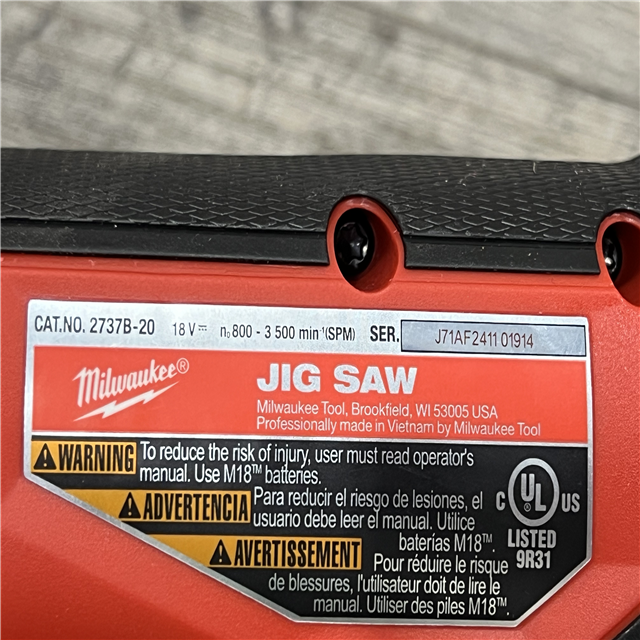 CAT.NO. 2737B-20 18 V⎓ n₀ 800 - 3 500 min⁻¹(SPM) SER. J71AF2411 01914
Milwaukee®
JIG SAW
Milwaukee Tool, Brookfield, WI 53005 USA
Professionally made in Vietnam by Milwaukee Tool
WARNING To reduce the risk of injury, user must read operator's
manual. Use M18™ batteries.
ADVERTENCIA Para reducir el riesgo de lesiones, el
usuario debe leer el manual. Utilice
baterías M18™.
AVERTISSEMENT Pour réduire le risque
de blessures, l'utilisateur doit de lire le
manual. Utiliser des piles M18™.
C UL® US
LISTED
9R31